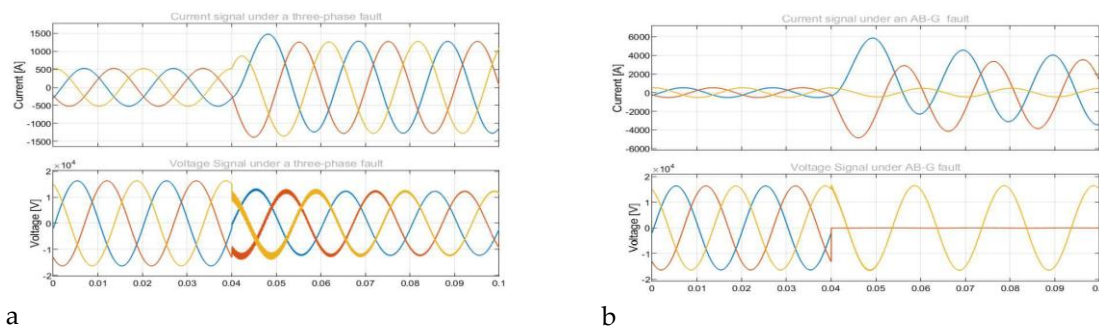 Current signal under a three-phase fault
1500
1000
500
0
-500
-1000
-1500
Current [A]
Voltage Signal under a three-phase fault
×10⁴
2
1
0
-1
-2
Voltage [V]
0 0.01 0.02 0.03 0.04 0.05 0.06 0.07 0.08 0.09 0.1
a
Current signal under an AB-G fault
6000
4000
2000
0
-2000
-4000
-6000
Current [A]
Voltage Signal under AB-G fault
×10⁴
2
1
0
-1
-2
Voltage [V]
0 0.01 0.02 0.03 0.04 0.05 0.06 0.07 0.08 0.09 0.1
b